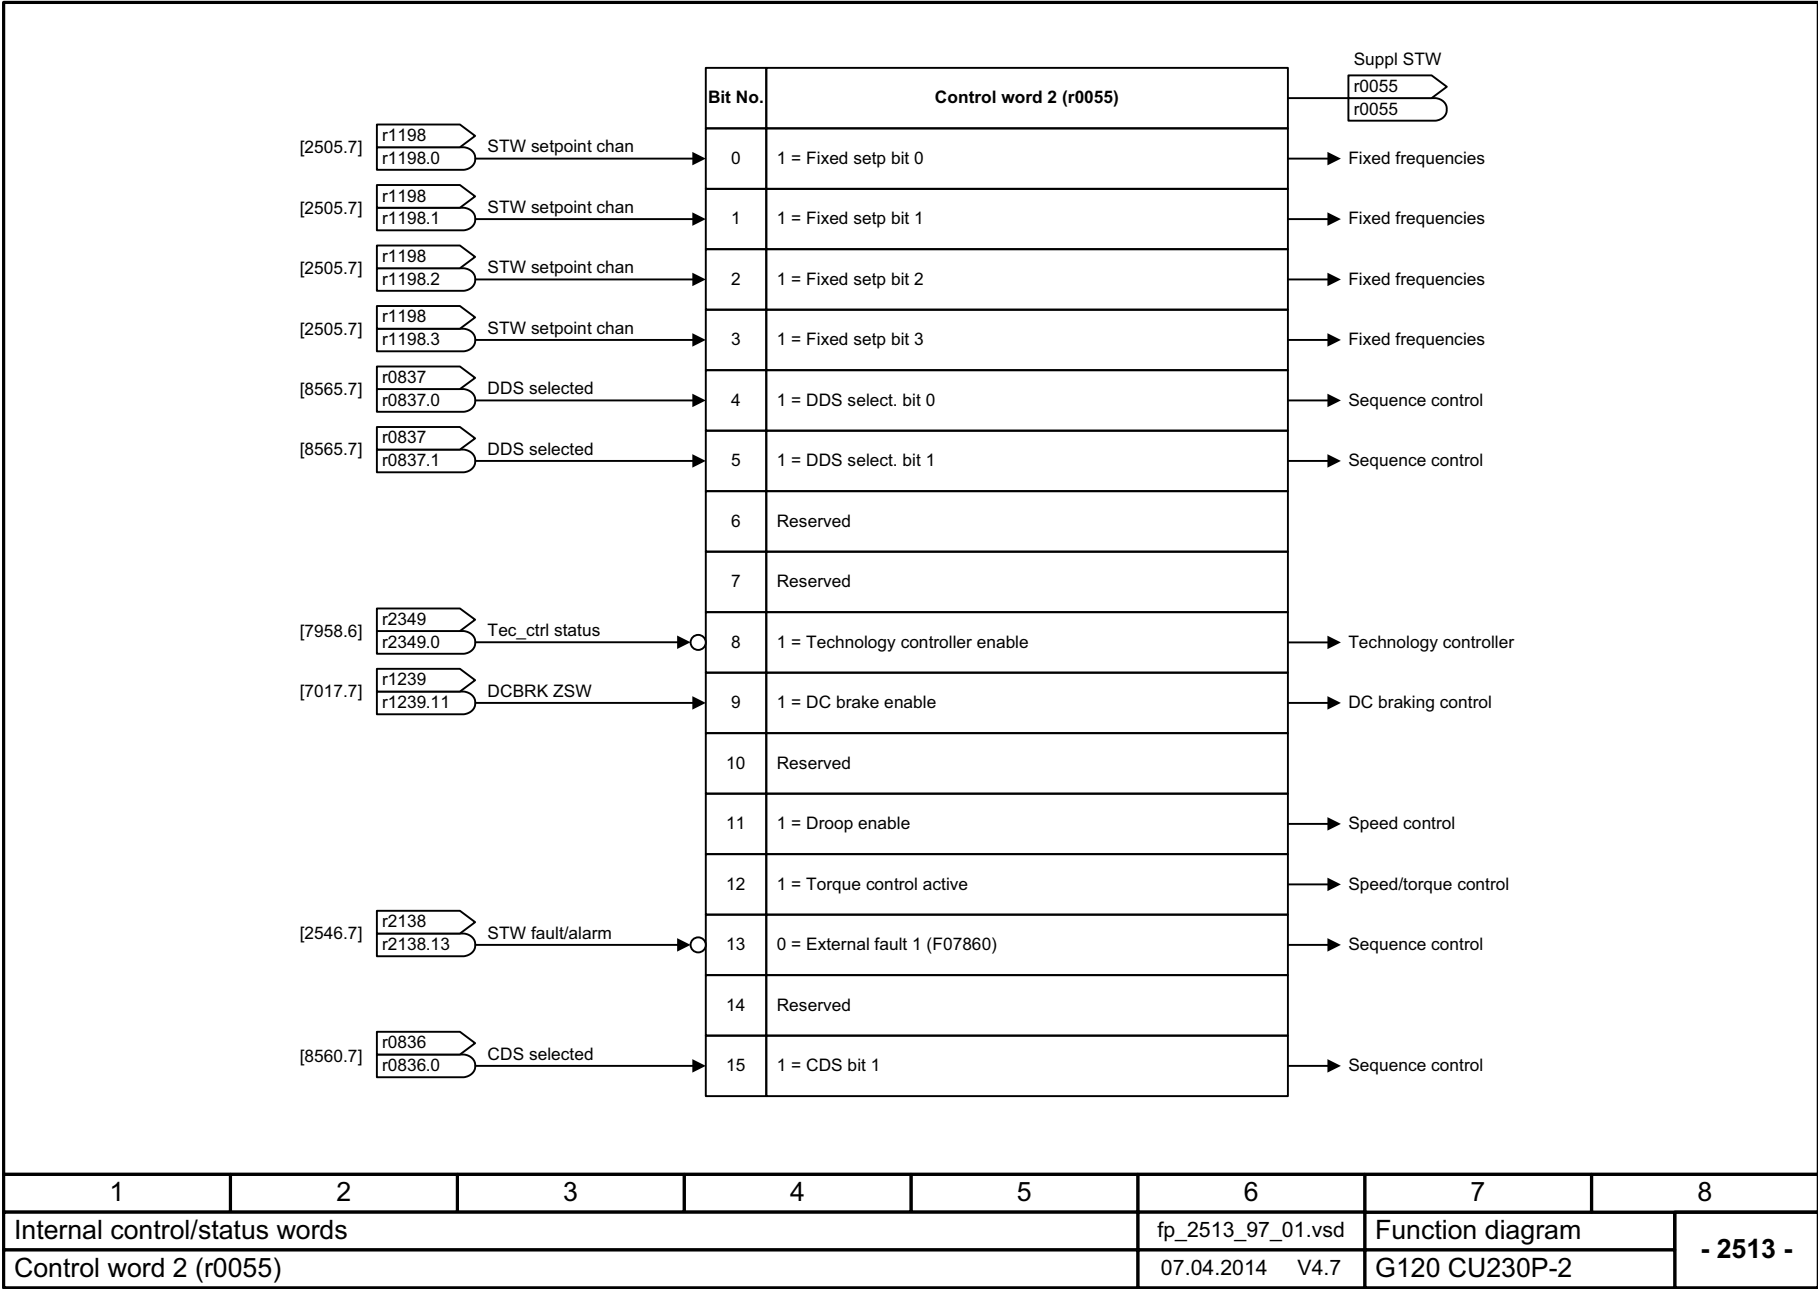 Suppl STW
r0055
r0055
Bit No. Control word 2 (r0055)
[2505.7] r1198 r1198.0 STW setpoint chan 0 1 = Fixed setp bit 0 Fixed frequencies
[2505.7] r1198 r1198.1 STW setpoint chan 1 1 = Fixed setp bit 1 Fixed frequencies
[2505.7] r1198 r1198.2 STW setpoint chan 2 1 = Fixed setp bit 2 Fixed frequencies
[2505.7] r1198 r1198.3 STW setpoint chan 3 1 = Fixed setp bit 3 Fixed frequencies
[8565.7] r0837 r0837.0 DDS selected 4 1 = DDS select. bit 0 Sequence control
[8565.7] r0837 r0837.1 DDS selected 5 1 = DDS select. bit 1 Sequence control
6 Reserved
7 Reserved
[7958.6] r2349 r2349.0 Tec_ctrl status 8 1 = Technology controller enable Technology controller
[7017.7] r1239 r1239.11 DCBRK ZSW 9 1 = DC brake enable DC braking control
10 Reserved
11 1 = Droop enable Speed control
12 1 = Torque control active Speed/torque control
[2546.7] r2138 r2138.13 STW fault/alarm 13 0 = External fault 1 (F07860) Sequence control
14 Reserved
[8560.7] r0836 r0836.0 CDS selected 15 1 = CDS bit 1 Sequence control
1 2 3 4 5 6 7 8
Internal control/status words fp_2513_97_01.vsd Function diagram - 2513 -
Control word 2 (r0055) 07.04.2014 V4.7 G120 CU230P-2